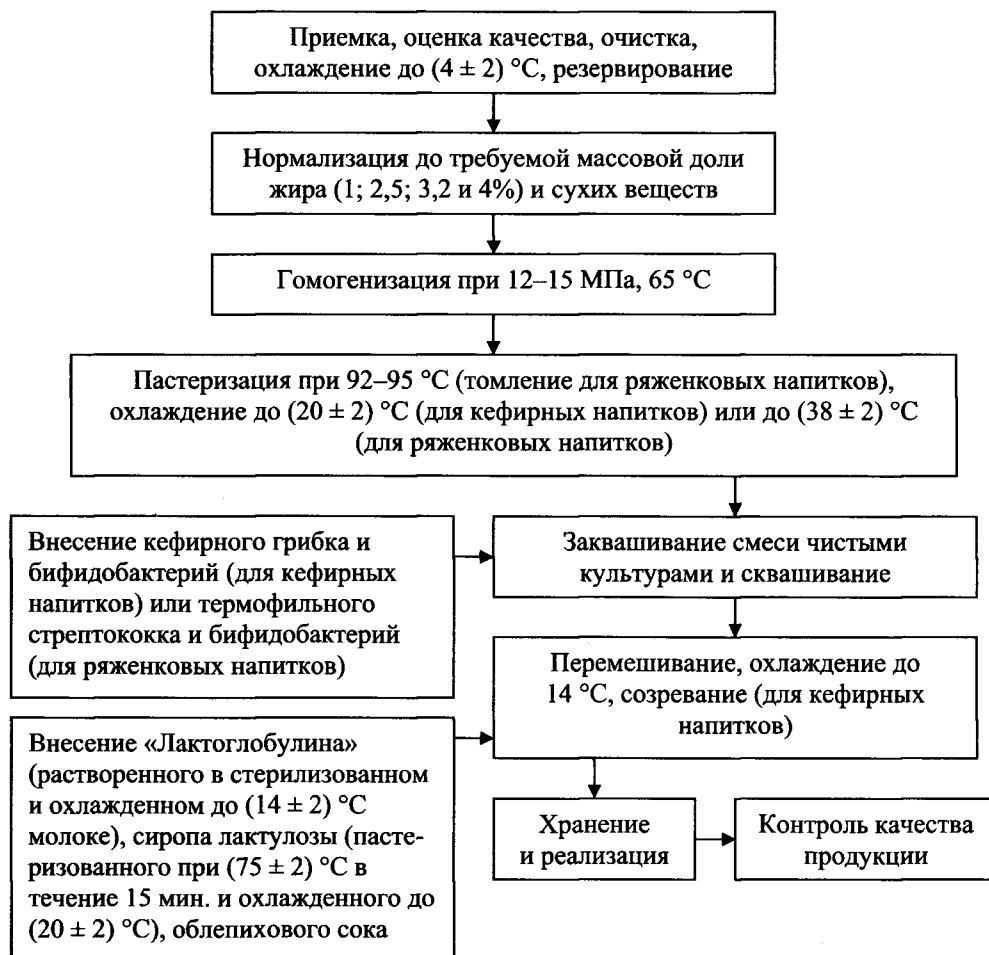 Приемка, оценка качества, очистка,
охлаждение до (4 ± 2) °С, резервирование
Нормализация до требуемой массовой доли
жира (1; 2,5; 3,2 и 4%) и сухих веществ
Гомогенизация при 12–15 МПа, 65 °С
Пастеризация при 92–95 °С (томление для ряженковых напитков),
охлаждение до (20 ± 2) °С (для кефирных напитков) или до (38 ± 2) °С
(для ряженковых напитков)
Внесение кефирного грибка и
бифидобактерий (для кефирных
напитков) или термофильного
стрептококка и бифидобактерий
(для ряженковых напитков)
Заквашивание смеси чистыми
культурами и сквашивание
Перемешивание, охлаждение до
14 °С, созревание (для кефирных
напитков)
Внесение «Лактоглобулина»
(растворенного в стерилизованном
и охлажденном до (14 ± 2) °С
молоке), сиропа лактулозы (пасте-
ризованного при (75 ± 2) °С в
течение 15 мин. и охлажденного до
(20 ± 2) °С), облепихового сока
Хранение
и реализация
Контроль качества
продукции